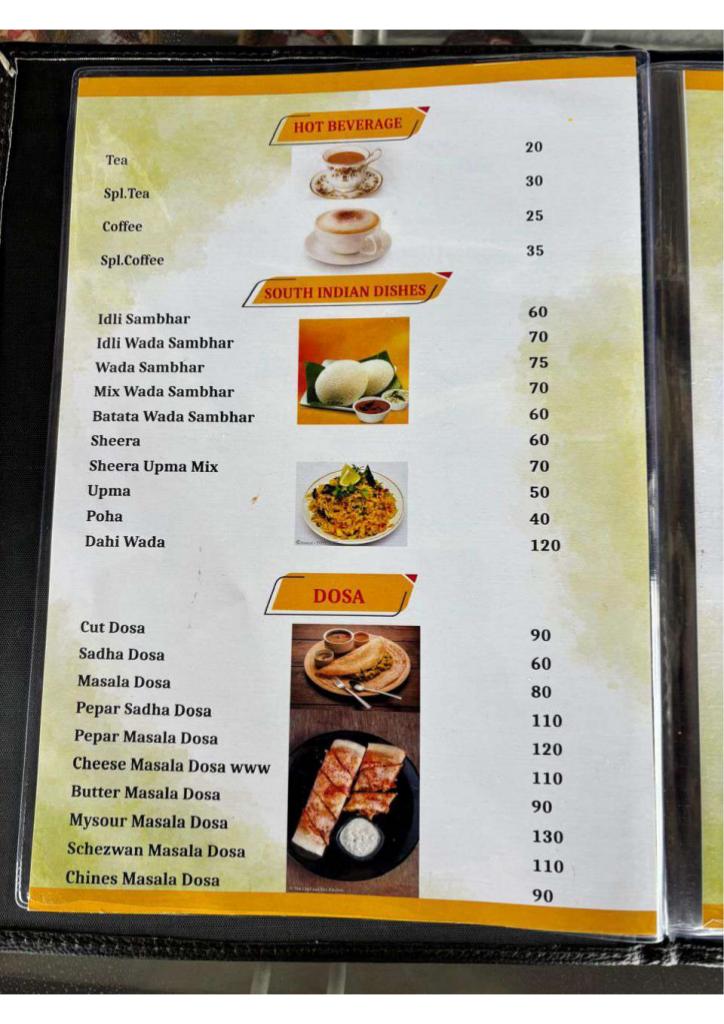 HOT BEVERAGE
Tea 20
Spl.Tea 30
Coffee 25
Spl.Coffee 35
SOUTH INDIAN DISHES
Idli Sambhar 60
Idli Wada Sambhar 70
Wada Sambhar 75
Mix Wada Sambhar 70
Batata Wada Sambhar 60
Sheera 60
Sheera Upma Mix 70
Upma 50
Poha 40
Dahi Wada 120
DOSA
Cut Dosa 90
Sadha Dosa 60
Masala Dosa 80
Pepar Sadha Dosa 110
Pepar Masala Dosa 120
Cheese Masala Dosa www 110
Butter Masala Dosa 90
Mysour Masala Dosa 130
Schezwan Masala Dosa 110
Chines Masala Dosa 90